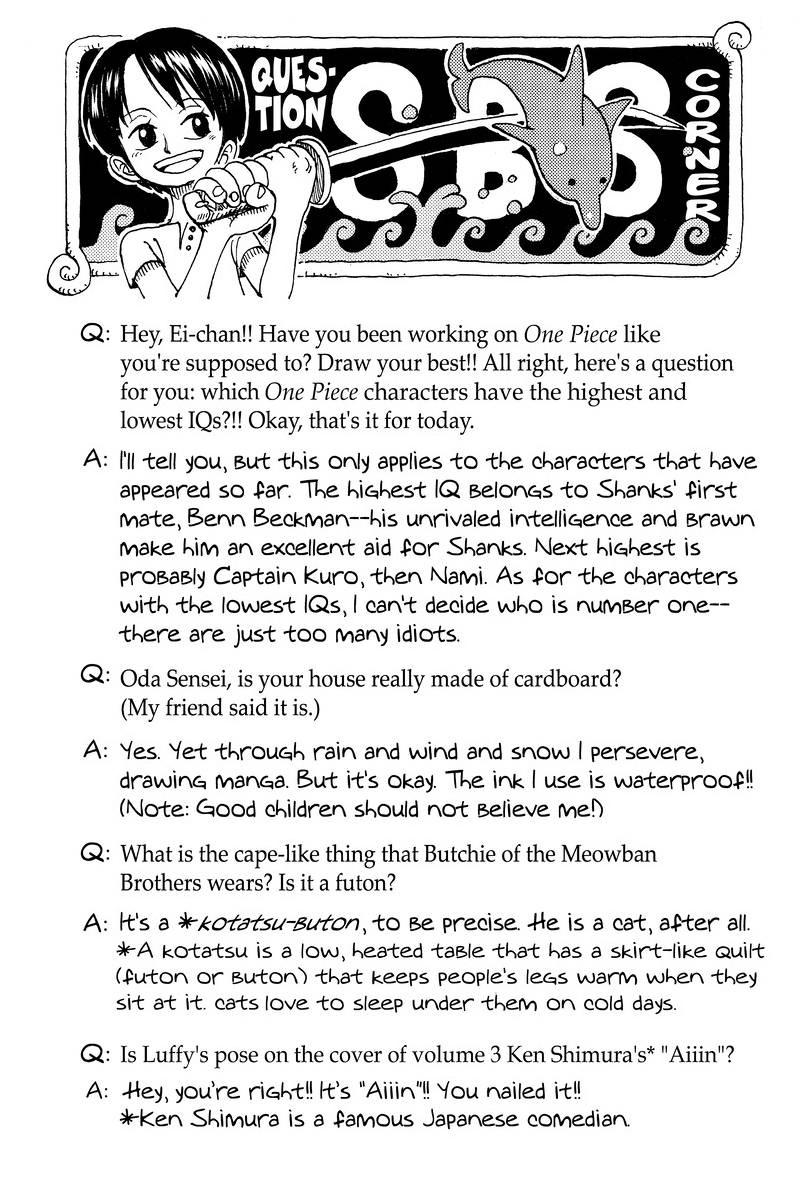 QUES-
TION
SBS
CORNER
Q: Hey, Ei-chan!! Have you been working on One Piece like
you're supposed to? Draw your best!! All right, here's a question
for you: which One Piece characters have the highest and
lowest IQs?!! Okay, that's it for today.
A: I'll tell you, but this only applies to the characters that have
appeared so far. The highest IQ belongs to Shanks' first
mate, Benn Beckman--his unrivaled intelligence and brawn
make him an excellent aid for Shanks. Next highest is
probably Captain Kuro, then Nami. As for the characters
with the lowest IQs, I can't decide who is number one--
there are just too many idiots.
Q: Oda Sensei, is your house really made of cardboard?
(My friend said it is.)
A: Yes. Yet through rain and wind and snow I persevere,
drawing manga. But it's okay. The ink I use is waterproof!!
(Note: Good children should not believe me!)
Q: What is the cape-like thing that Butchie of the Meowban
Brothers wears? Is it a futon?
A: It's a *kotatsu-buton, to be precise. He is a cat, after all.
*A kotatsu is a low, heated table that has a skirt-like quilt
(futon or buton) that keeps people's legs warm when they
sit at it. cats love to sleep under them on cold days.
Q: Is Luffy's pose on the cover of volume 3 Ken Shimura's* "Aiiin"?
A: Hey, you're right!! It's "Aiiin"!! You nailed it!!
*Ken Shimura is a famous Japanese comedian.